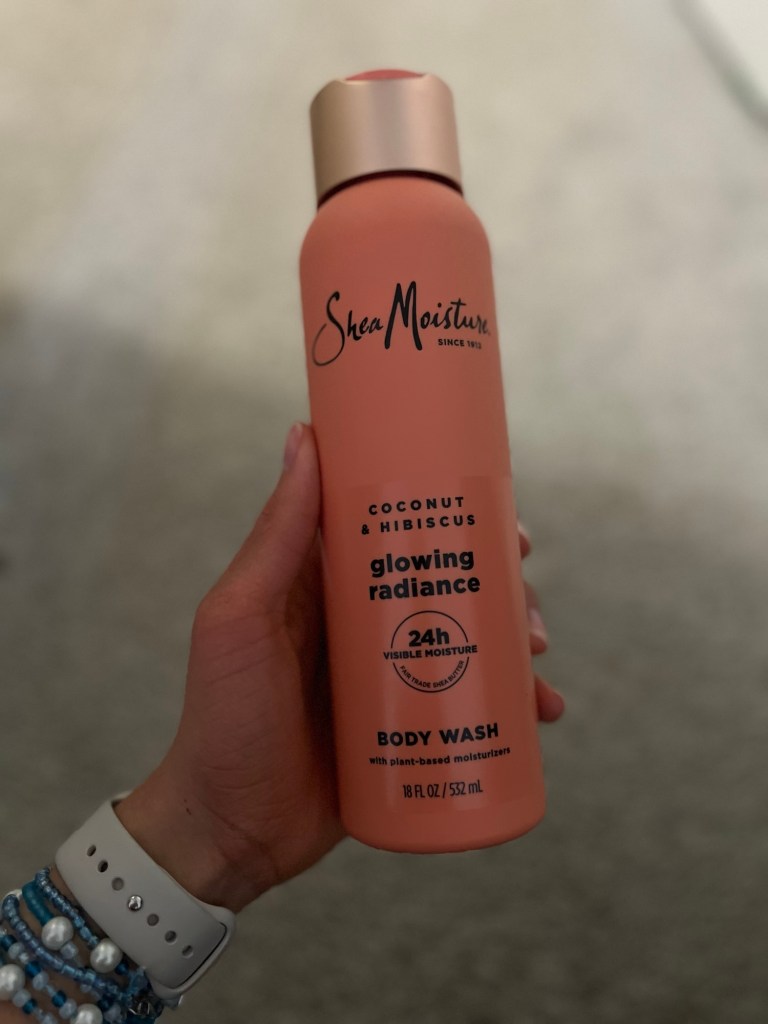 SheaMoisture
SINCE 1912
COCONUT
& HIBISCUS
glowing
radiance
24h
VISIBLE MOISTURE
FAIR TRADE SHEA BUTTER
BODY WASH
with plant-based moisturizers
18 FL OZ / 532 mL